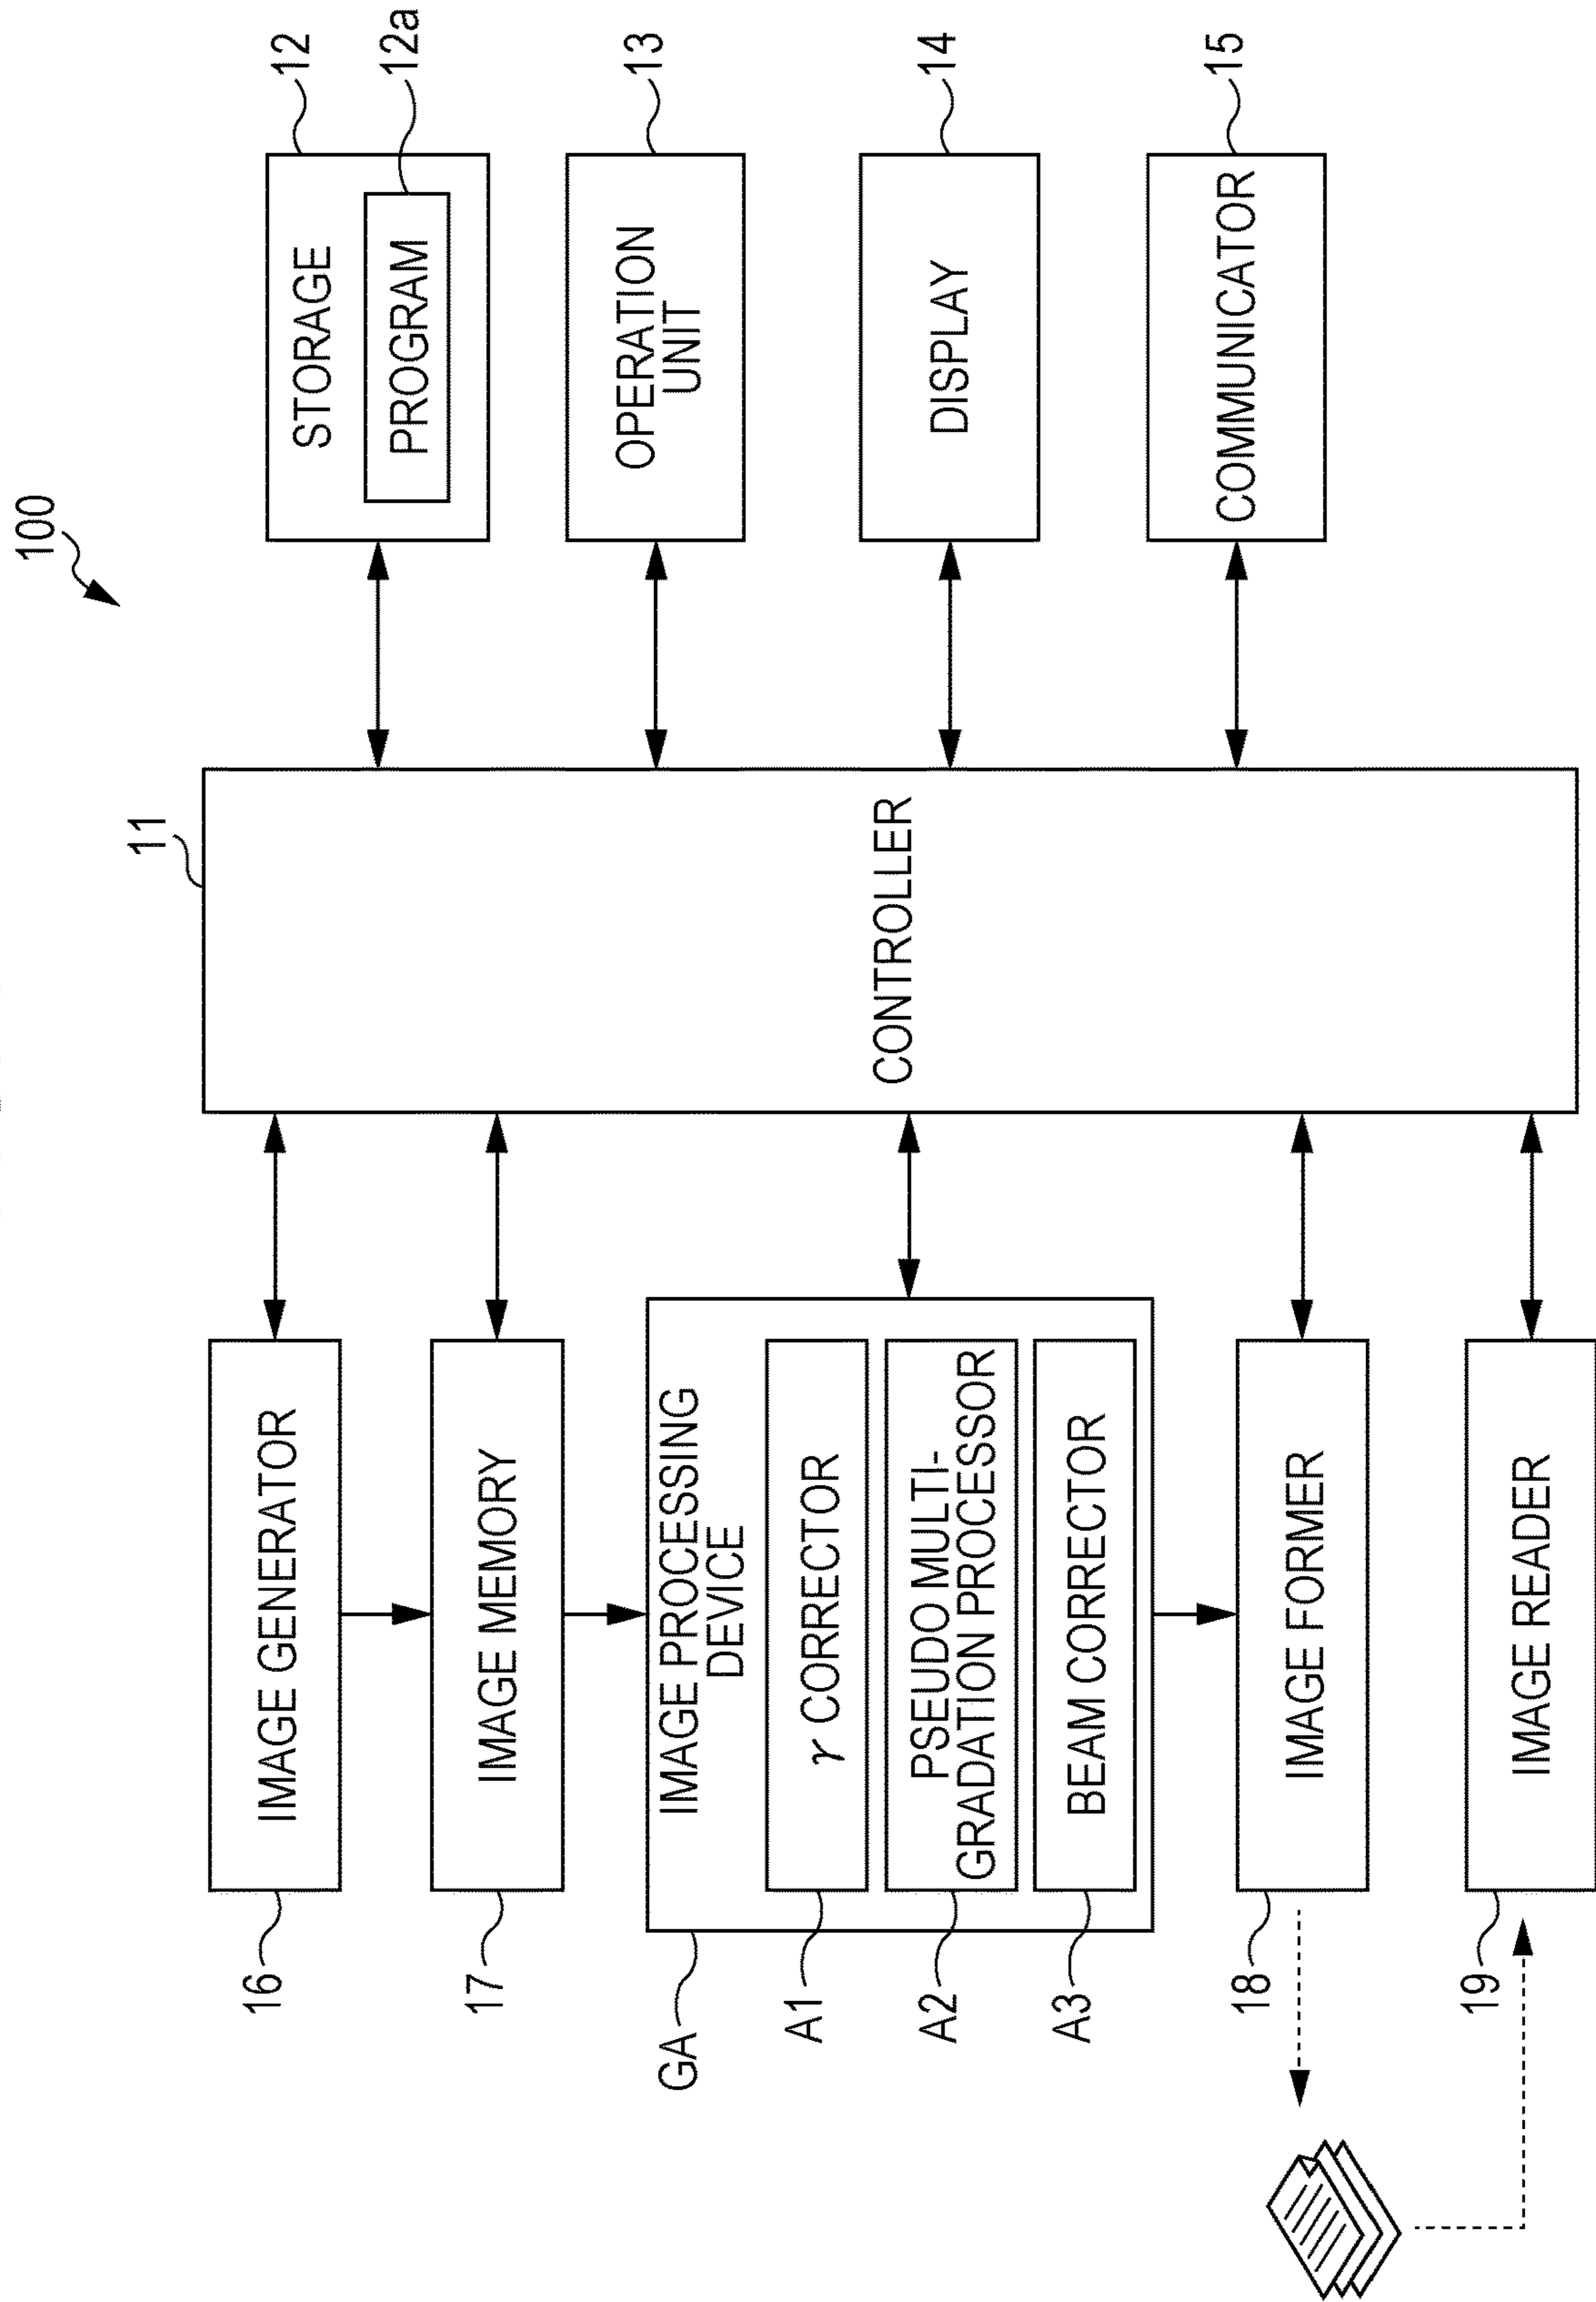 100
16
IMAGE GENERATOR
17
IMAGE MEMORY
GA
IMAGE PROCESSING
DEVICE
A1
γ CORRECTOR
A2
PSEUDO MULTI-
GRADATION PROCESSOR
A3
BEAM CORRECTOR
18
IMAGE FORMER
19
IMAGE READER
11
CONTROLLER
STORAGE
12
PROGRAM
12a
OPERATION
UNIT
13
DISPLAY
14
COMMUNICATOR
15